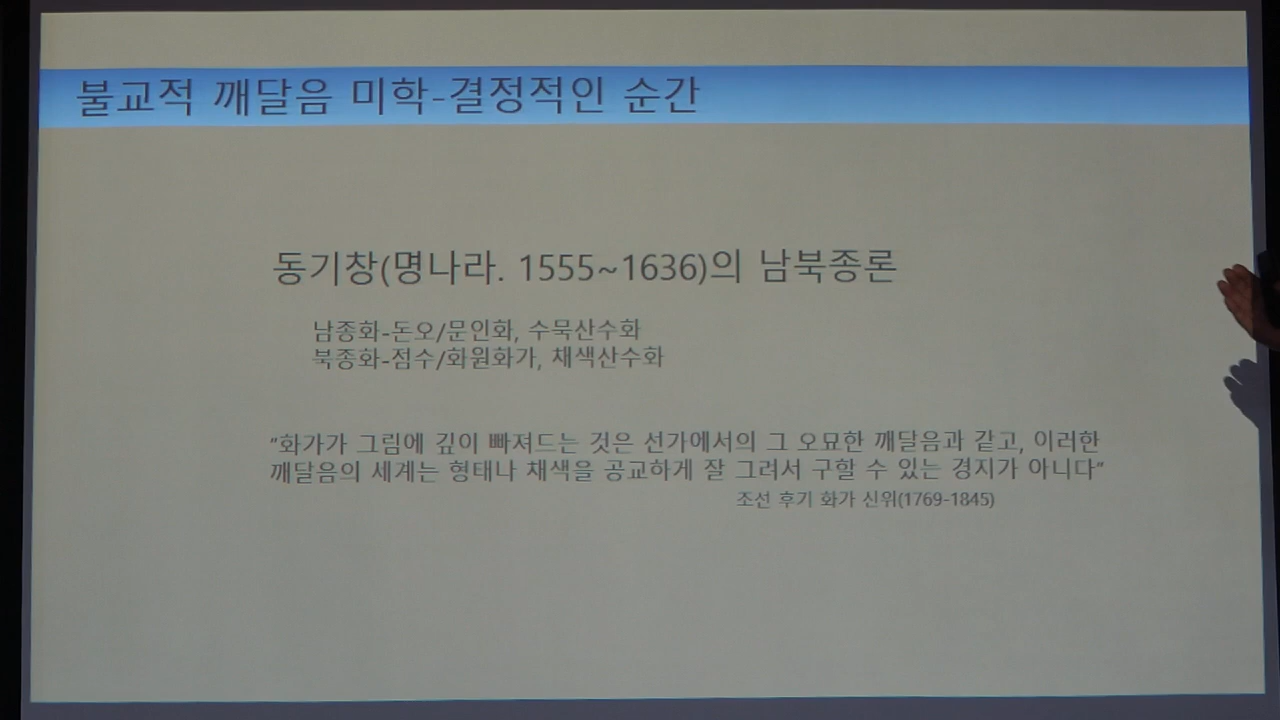 불교적 깨달음 미학-결정적인 순간
동기창(명나라. 1555~1636)의 남북종론
남종화-돈오/문인화, 수묵산수화
북종화-점수/화원화가, 채색산수화
"화가가 그림에 깊이 빠져드는 것은 선가에서의 그 오묘한 깨달음과 같고, 이러한
깨달음의 세계는 형태나 채색을 공교하게 잘 그려서 구할 수 있는 경지가 아니다"
조선 후기 화가 신위(1769-1845)